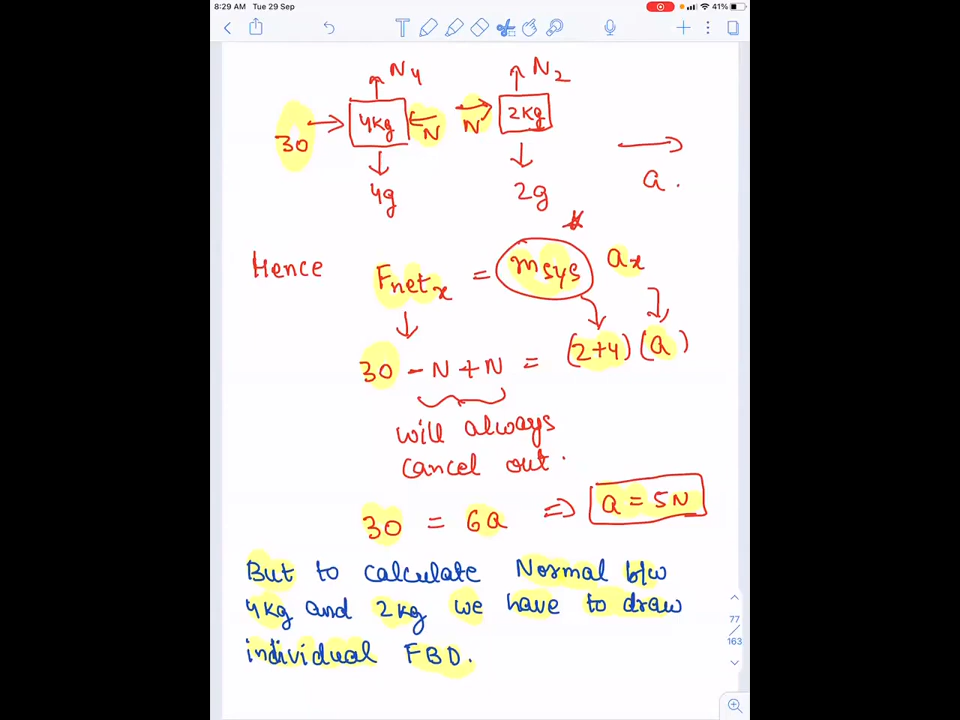 8:29 AM Tue 29 Sep 41%
T
N4 N2
30 4kg N N 2kg
4g 2g a.
Hence Fnetx = msys ax
30 - N + N = (2+4) (a)
will always
cancel out.
30 = 6a => a = 5N
But to calculate Normal b/w
4kg and 2kg we have to draw
individual FBD.
77
/
163